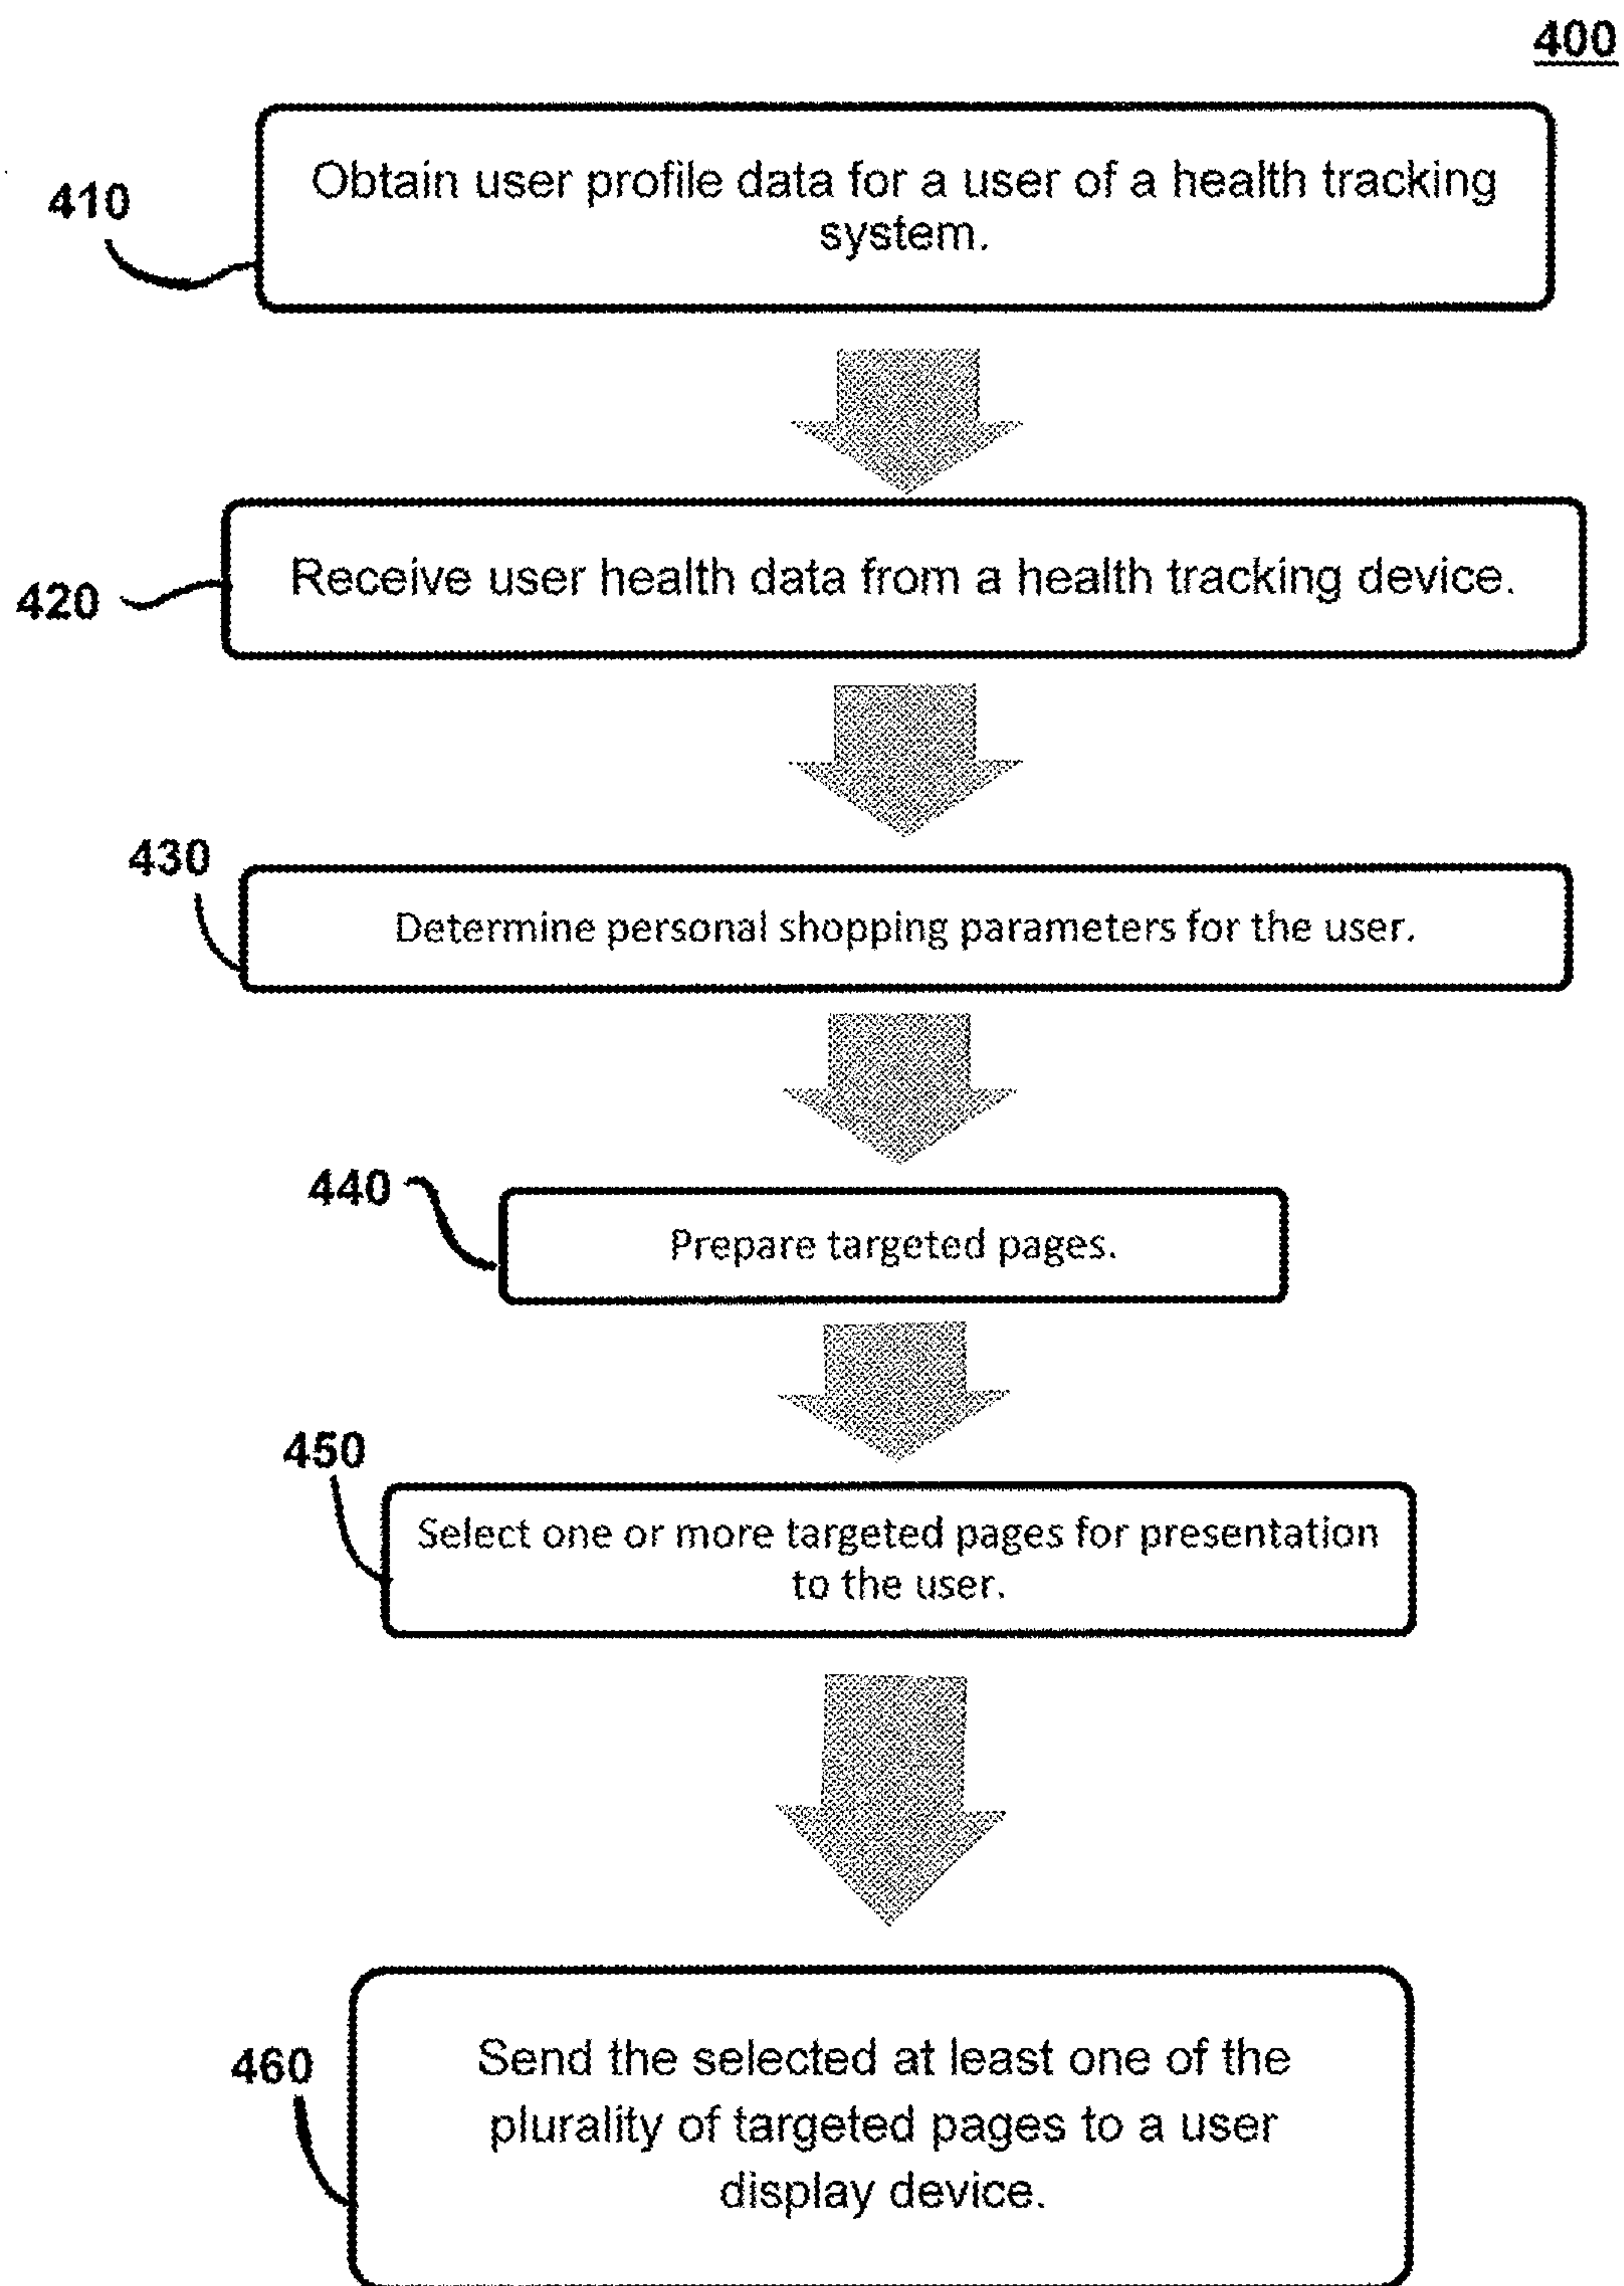 400
410
Obtain user profile data for a user of a health tracking
system.
420
Receive user health data from a health tracking device.
430
Determine personal shopping parameters for the user.
440
Prepare targeted pages.
450
Select one or more targeted pages for presentation
to the user.
460
Send the selected at least one of the
plurality of targeted pages to a user
display device.